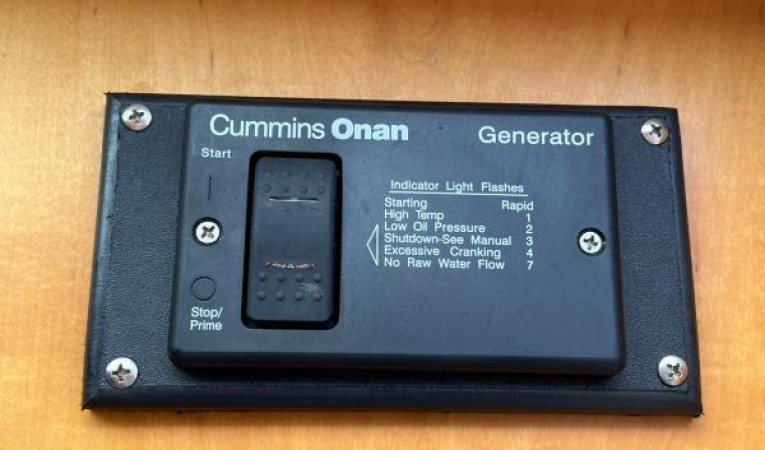 Cummins Onan
Generator
Start
Indicator Light Flashes
Starting Rapid
High Temp 1
Low Oil Pressure 2
Shutdown-See Manual 3
Excessive Cranking 4
No Raw Water Flow 7
Stop/
Prime